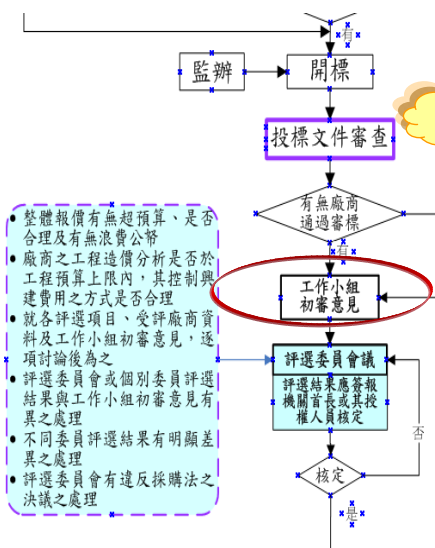 有
監辦
開標
投標文件審查
有無廠商
通過審標
有
工作小組
初審意見
• 整體報價有無超預算、是否
合理及有無浪費公帑
• 廠商之工程造價分析是否於
工程預算上限內，其控制興
建費用之方式是否合理
• 就各評選項目、受評廠商資
料及工作小組初審意見，逐
項討論後為之
• 評選委員會或個別委員評選
結果與工作小組初審意見有
異之處理
• 不同委員評選結果有明顯差
異之處理
• 評選委員會有違反採購法之
決議之處理
評選委員會議
評選結果應簽報
機關首長或其授
權人員核定
否
核定
是